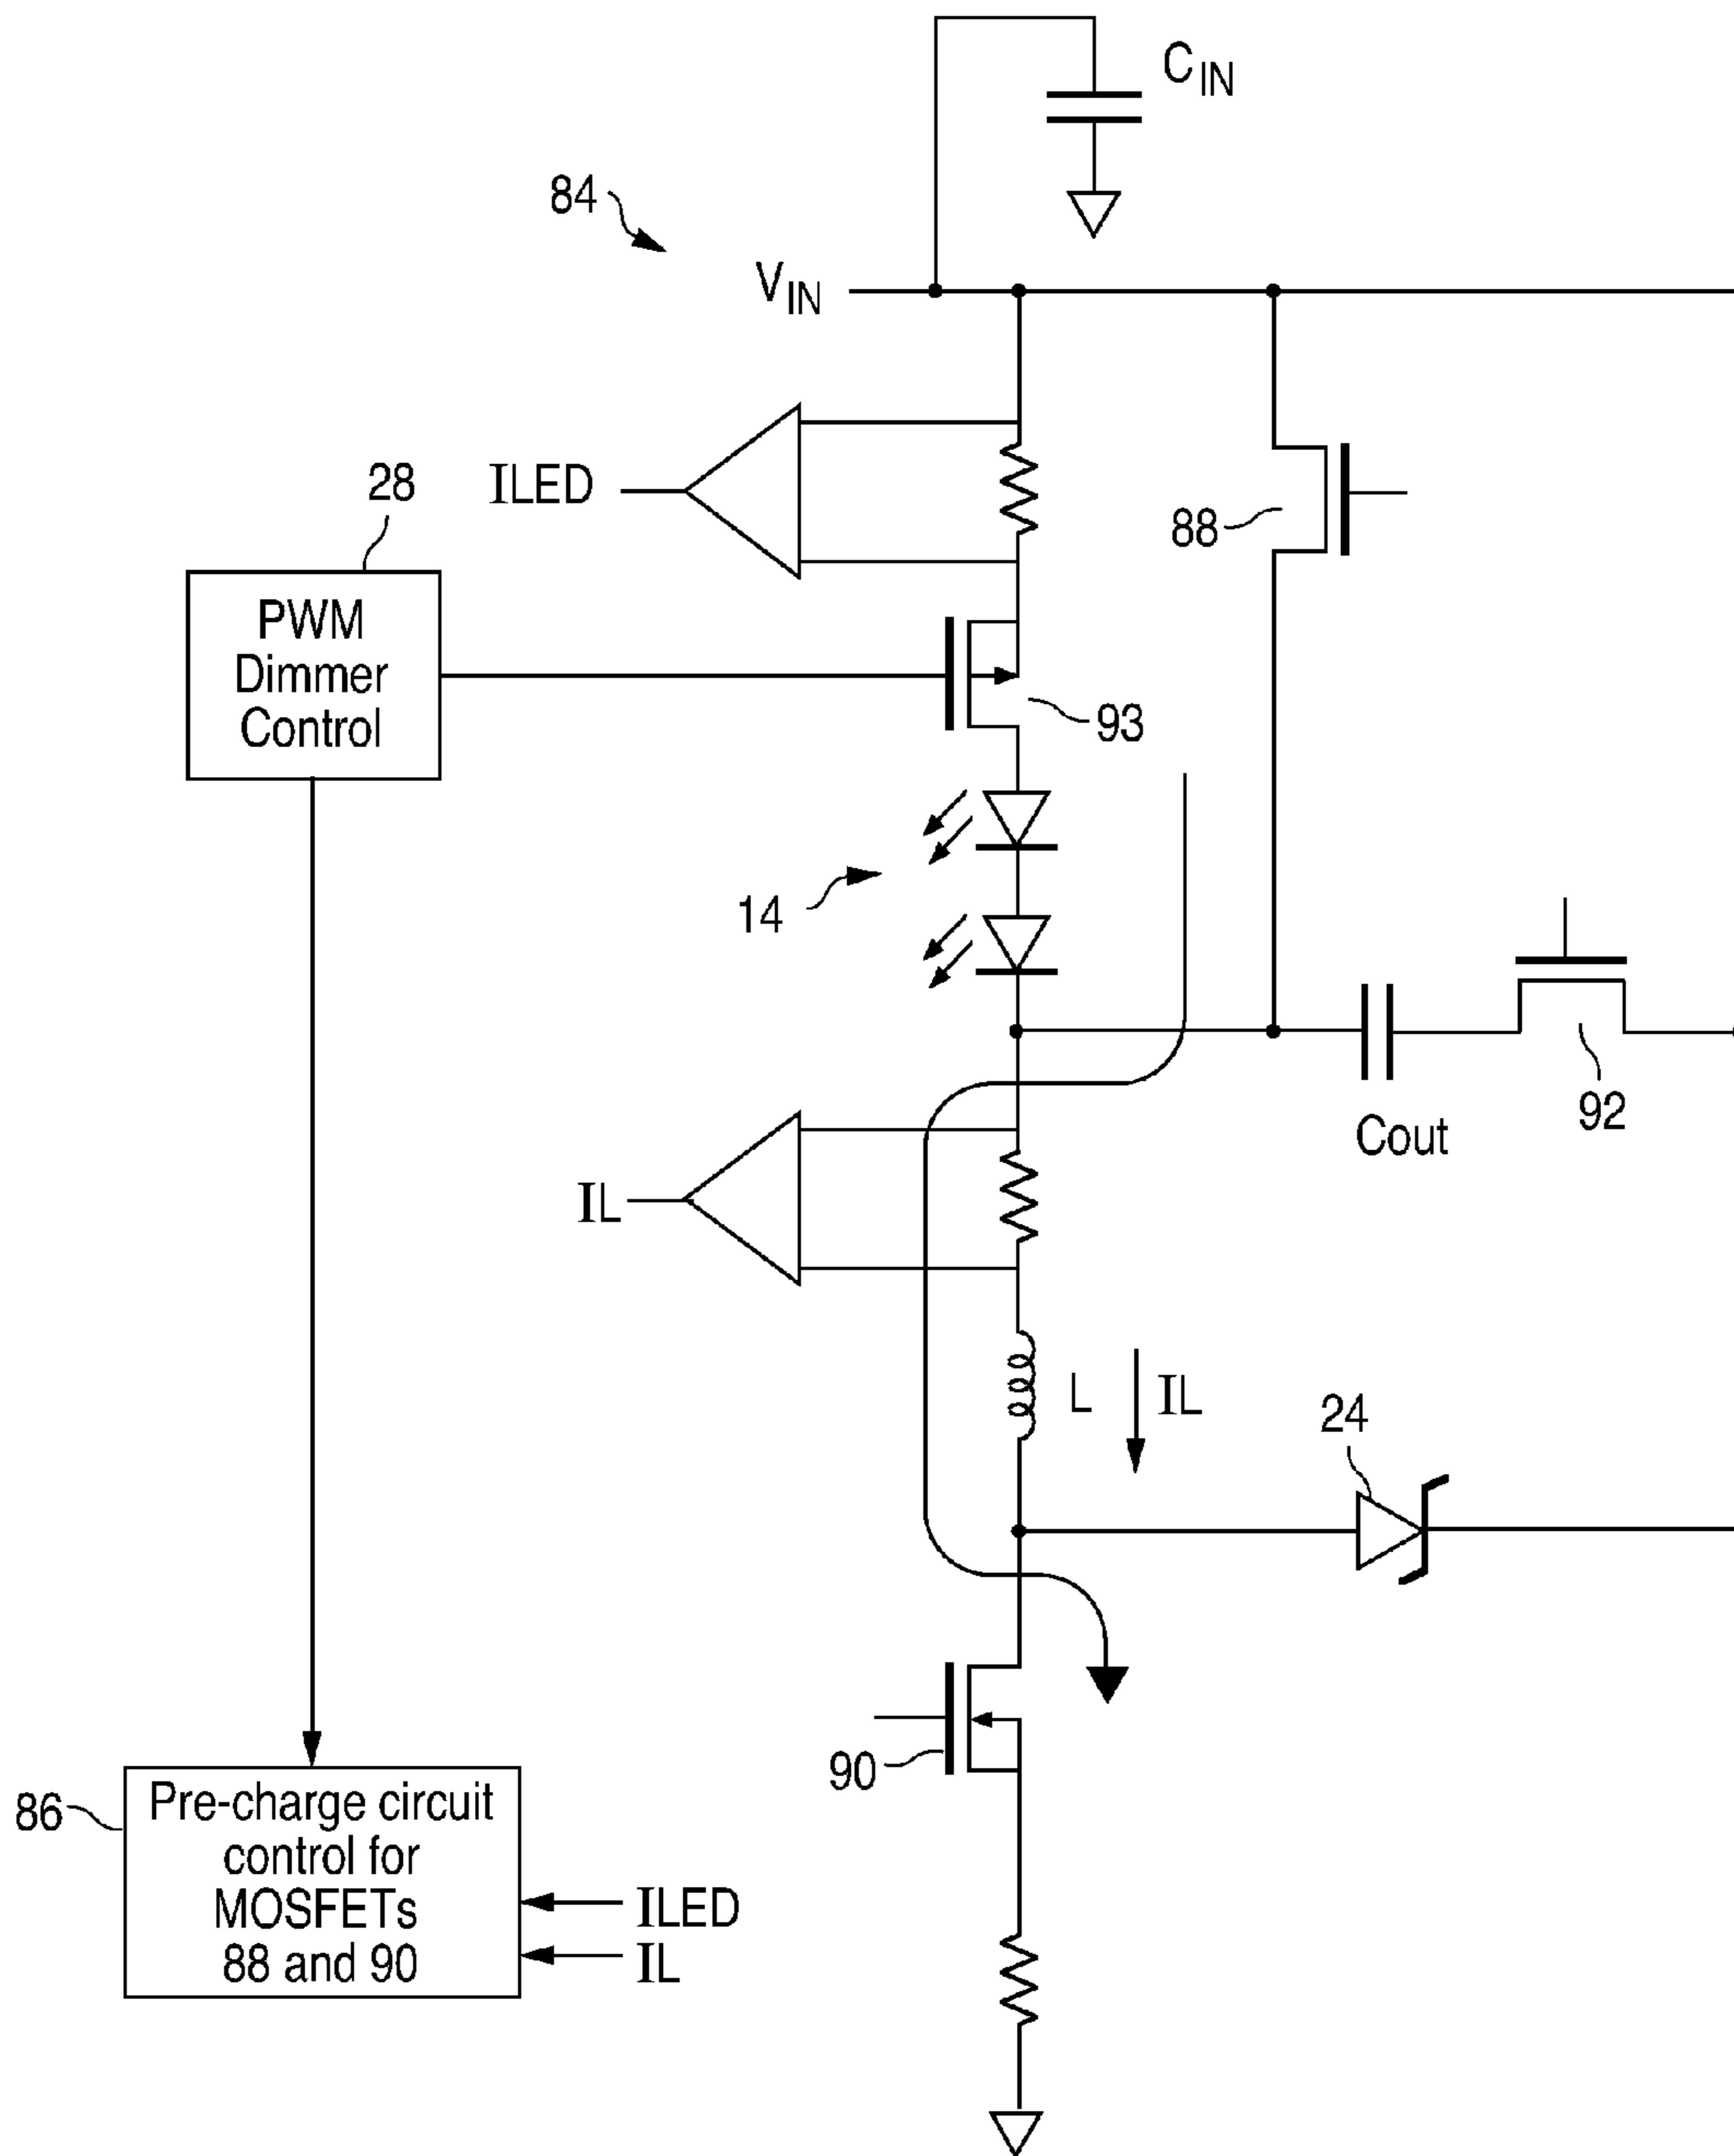 C_IN
84
V_IN
28
ILED
88
PWM
Dimmer
Control
93
14
92
Cout
IL
L
IL
24
90
86
Pre-charge circuit
control for
MOSFETs
88 and 90
ILED
IL